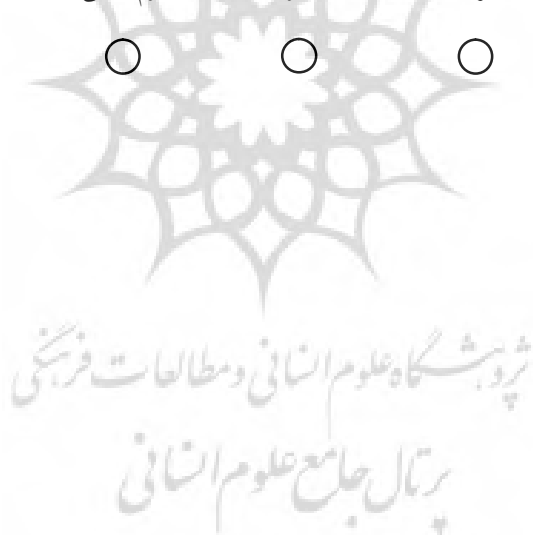 پژوهشگاه علوم انسانی و مطالعات فرهنگی
پرتال جامع علوم انسانی